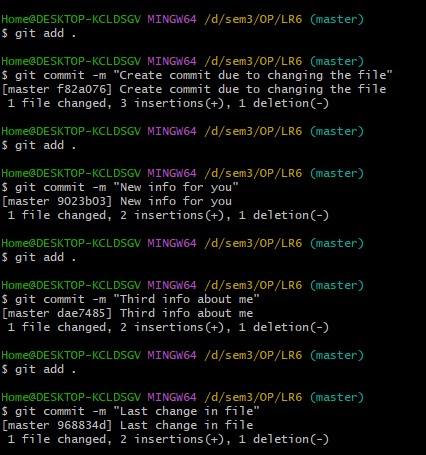 Home@DESKTOP-KCLDSGV MINGW64 /d/sem3/OP/LR6 (master)
$ git add .
Home@DESKTOP-KCLDSGV MINGW64 /d/sem3/OP/LR6 (master)
$ git commit -m "Create commit due to changing the file"
[master f82a076] Create commit due to changing the file
 1 file changed, 3 insertions(+), 1 deletion(-)
Home@DESKTOP-KCLDSGV MINGW64 /d/sem3/OP/LR6 (master)
$ git add .
Home@DESKTOP-KCLDSGV MINGW64 /d/sem3/OP/LR6 (master)
$ git commit -m "New info for you"
[master 9023b03] New info for you
 1 file changed, 2 insertions(+), 1 deletion(-)
Home@DESKTOP-KCLDSGV MINGW64 /d/sem3/OP/LR6 (master)
$ git add .
Home@DESKTOP-KCLDSGV MINGW64 /d/sem3/OP/LR6 (master)
$ git commit -m "Third info about me"
[master dae7485] Third info about me
 1 file changed, 2 insertions(+), 1 deletion(-)
Home@DESKTOP-KCLDSGV MINGW64 /d/sem3/OP/LR6 (master)
$ git add .
Home@DESKTOP-KCLDSGV MINGW64 /d/sem3/OP/LR6 (master)
$ git commit -m "Last change in file"
[master 968834d] Last change in file
 1 file changed, 2 insertions(+), 1 deletion(-)